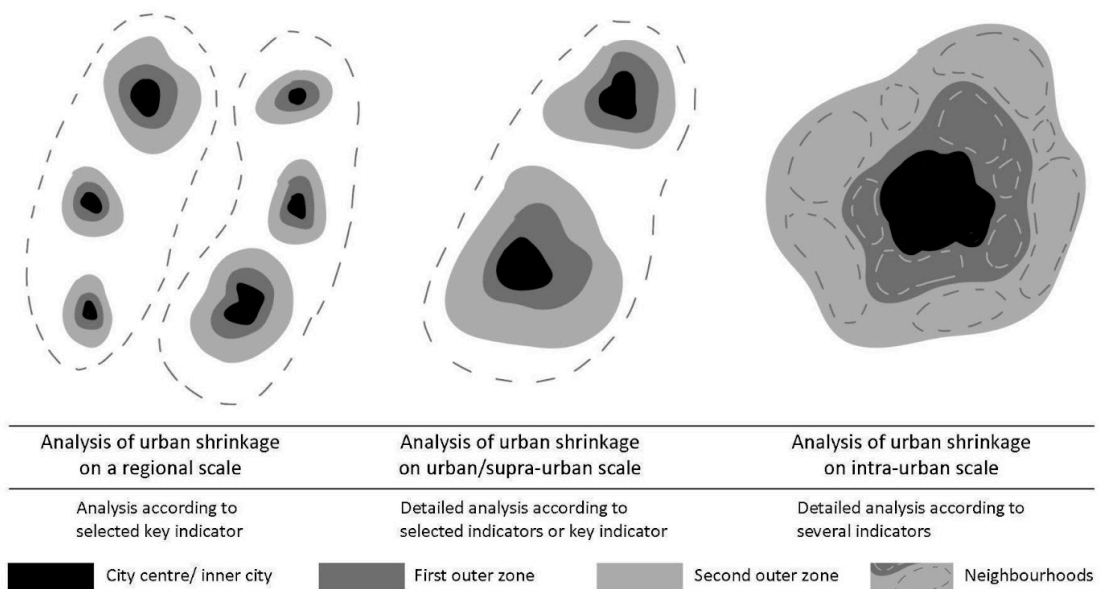 Analysis of urban shrinkage
on a regional scale
Analysis of urban shrinkage
on urban/supra-urban scale
Analysis of urban shrinkage
on intra-urban scale
Analysis according to
selected key indicator
Detailed analysis according to
selected indicators or key indicator
Detailed analysis according to
several indicators
City centre/ inner city
First outer zone
Second outer zone
Neighbourhoods